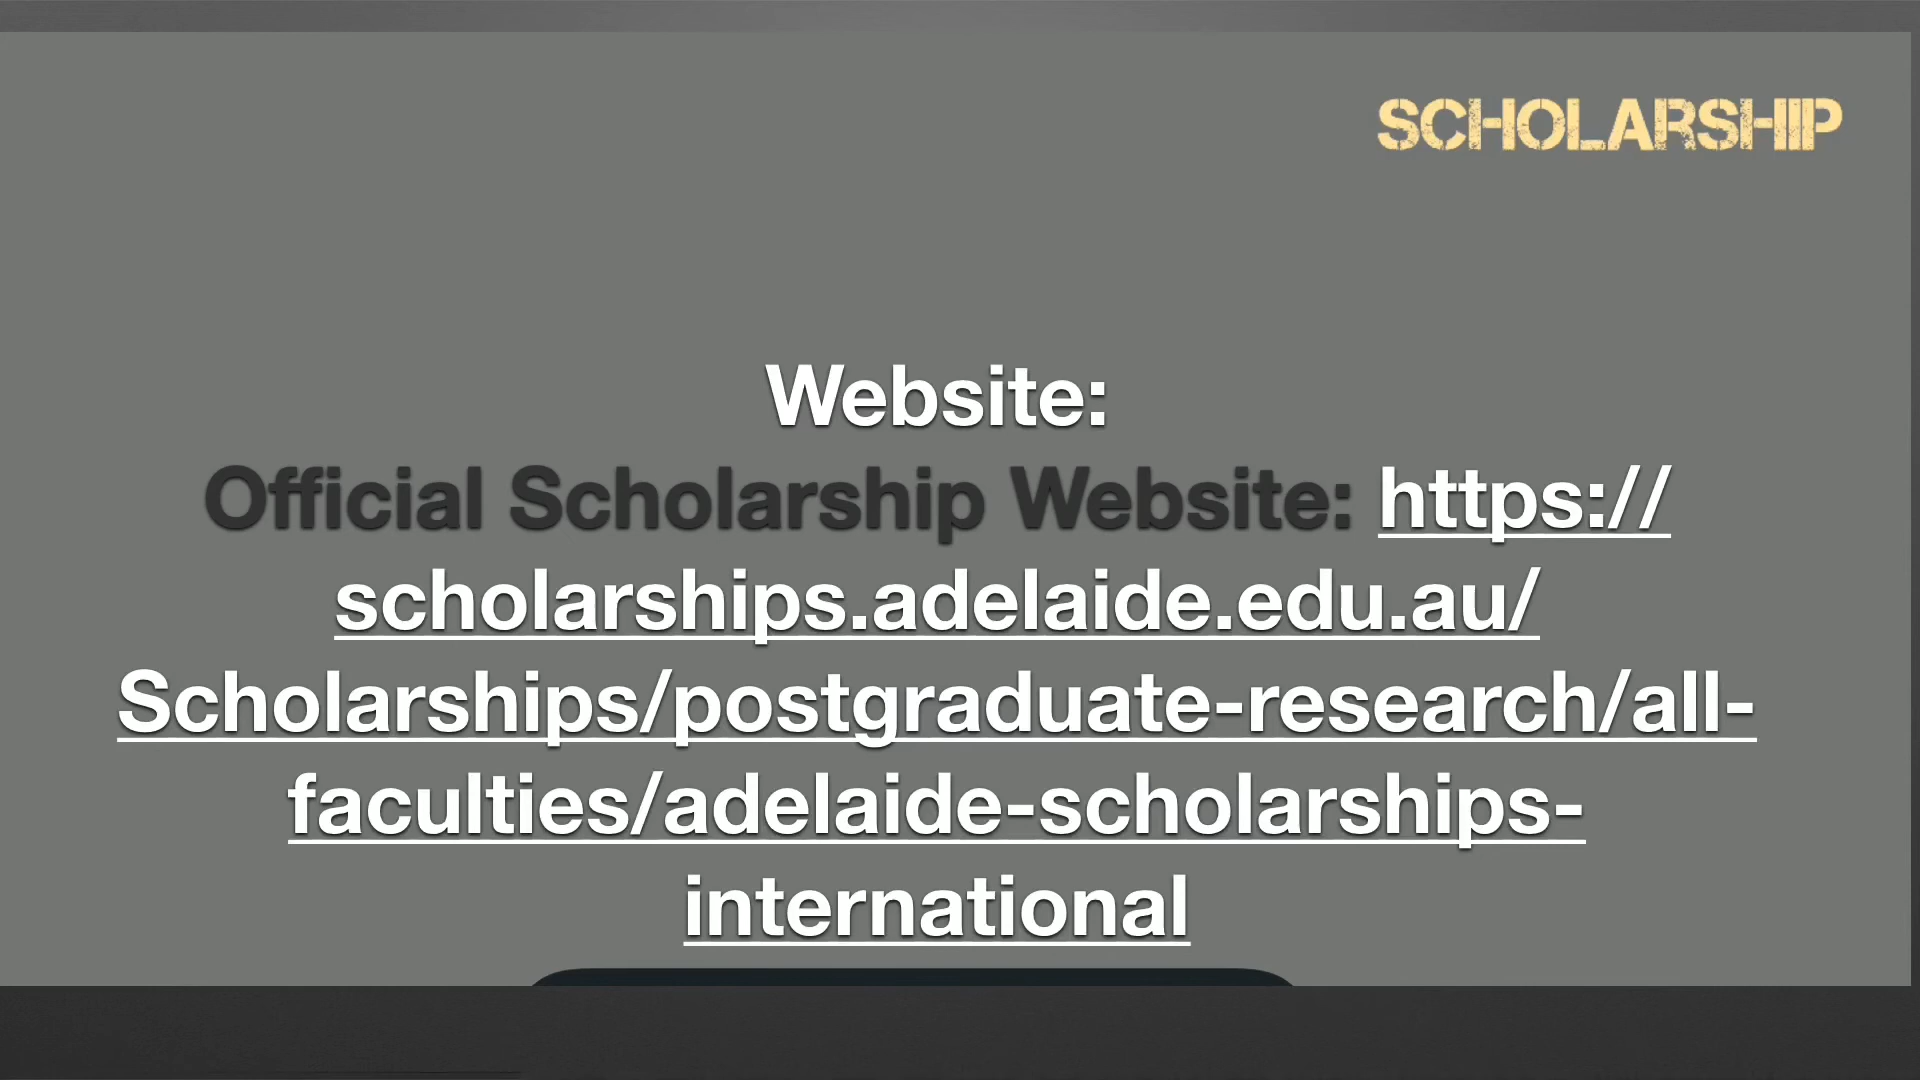 SCHOLARSHIP
Website:
Official Scholarship Website: https://
scholarships.adelaide.edu.au/
Scholarships/postgraduate-research/all-
faculties/adelaide-scholarships-
international